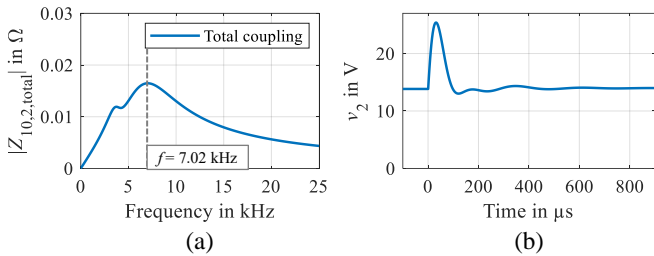 0.03
0.02
0.01
0
|Z10,2,total| in Ω
Total coupling
f = 7.02 kHz
0 5 10 15 20 25
Frequency in kHz
(a)
20
10
0
v2 in V
0 200 400 600 800
Time in μs
(b)